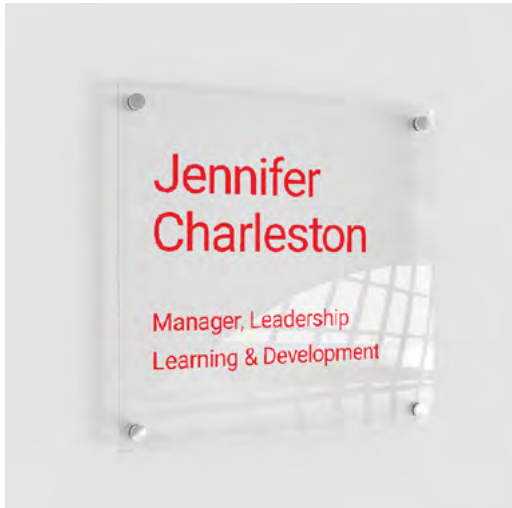 Jennifer
Charleston
Manager, Leadership
Learning & Development